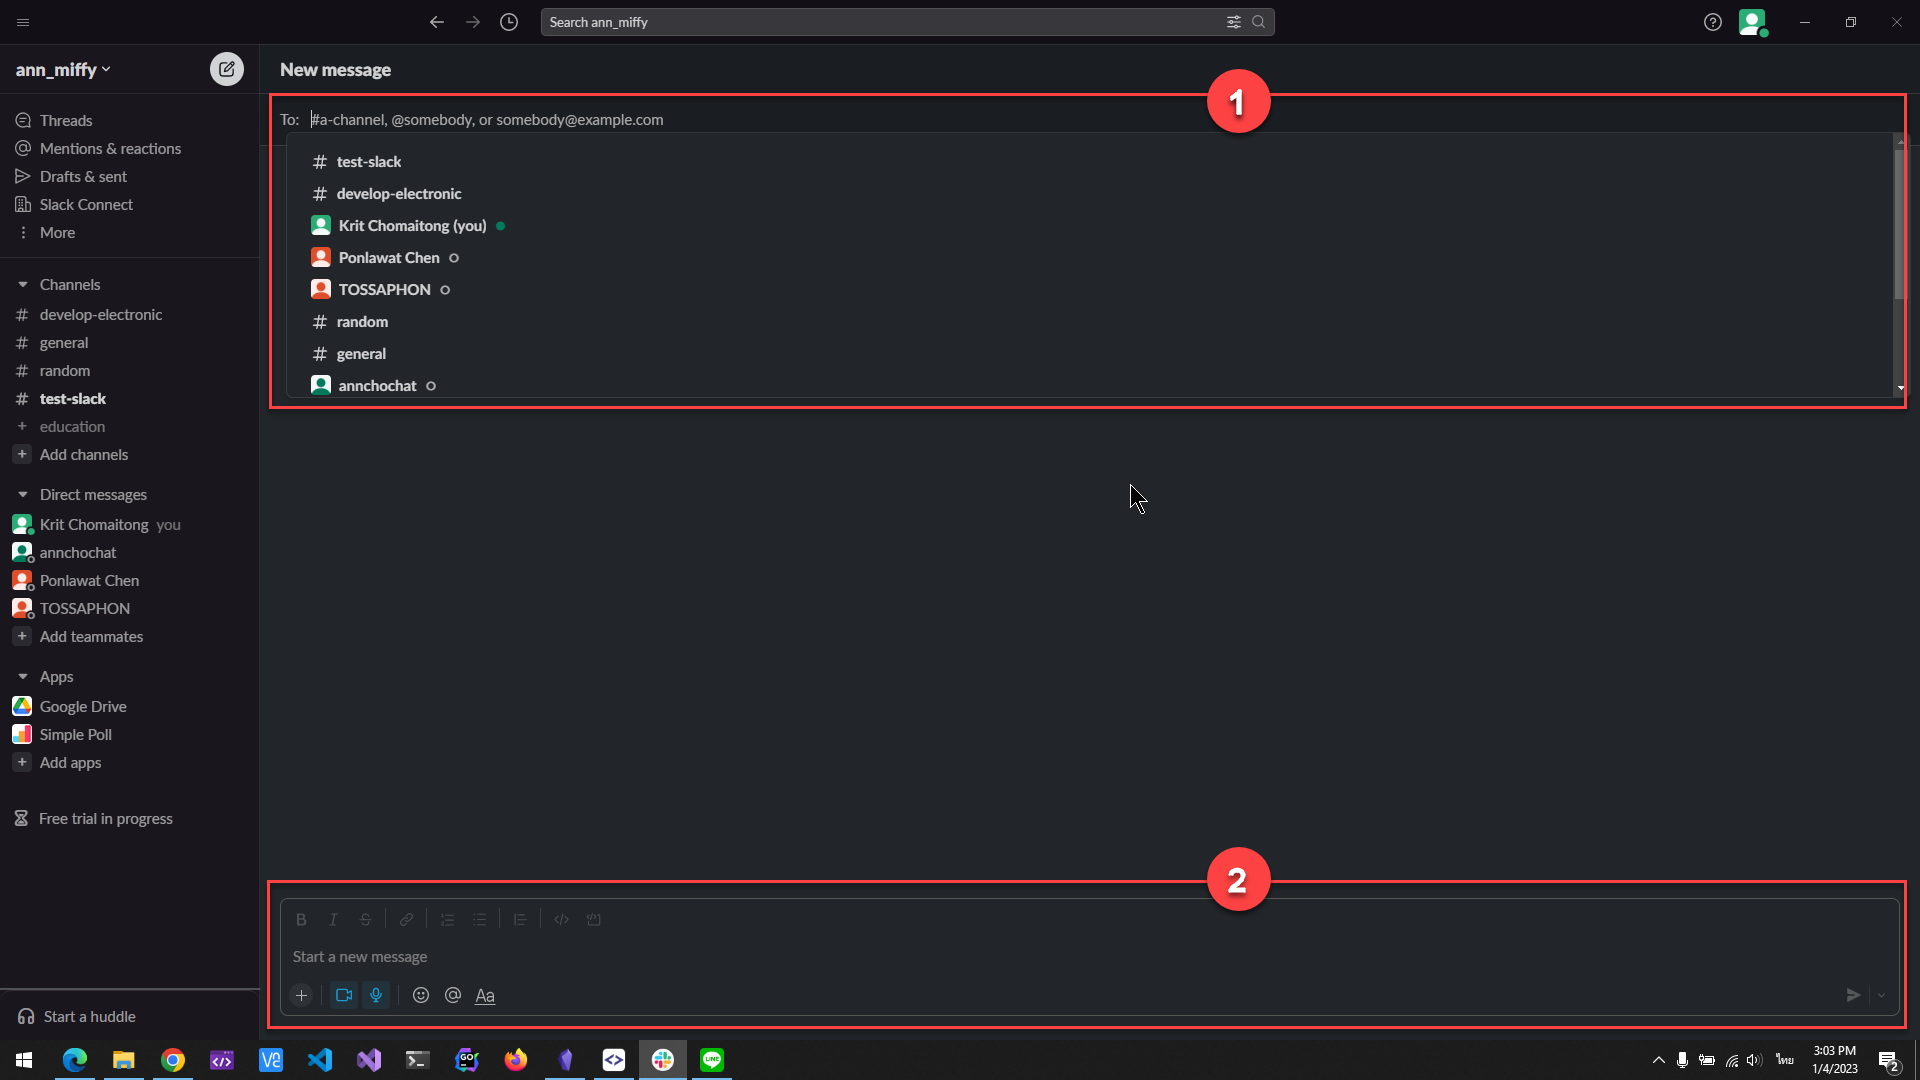 Search ann_miffy
ann_miffy
New message
1
Threads
Mentions & reactions
Drafts & sent
Slack Connect
More
Channels
# develop-electronic
# general
# random
# test-slack
+ education
+ Add channels
Direct messages
Krit Chomaitong you
annchochat
Ponlawat Chen
TOSSAPHON
+ Add teammates
Apps
Google Drive
Simple Poll
+ Add apps
Free trial in progress
Start a huddle
To: #a-channel, @somebody, or somebody@example.com
# test-slack
# develop-electronic
Krit Chomaitong (you)
Ponlawat Chen
TOSSAPHON
# random
# general
annchochat
2
B I S
Start a new message
+ @ Aa
VE
GO
LINE
ไทย
3:03 PM
1/4/2023
2